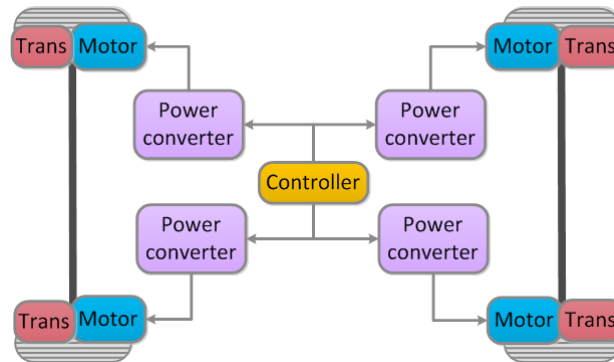 Trans Motor
Motor Trans
Power
converter
Power
converter
Controller
Power
converter
Power
converter
Trans Motor
Motor Trans